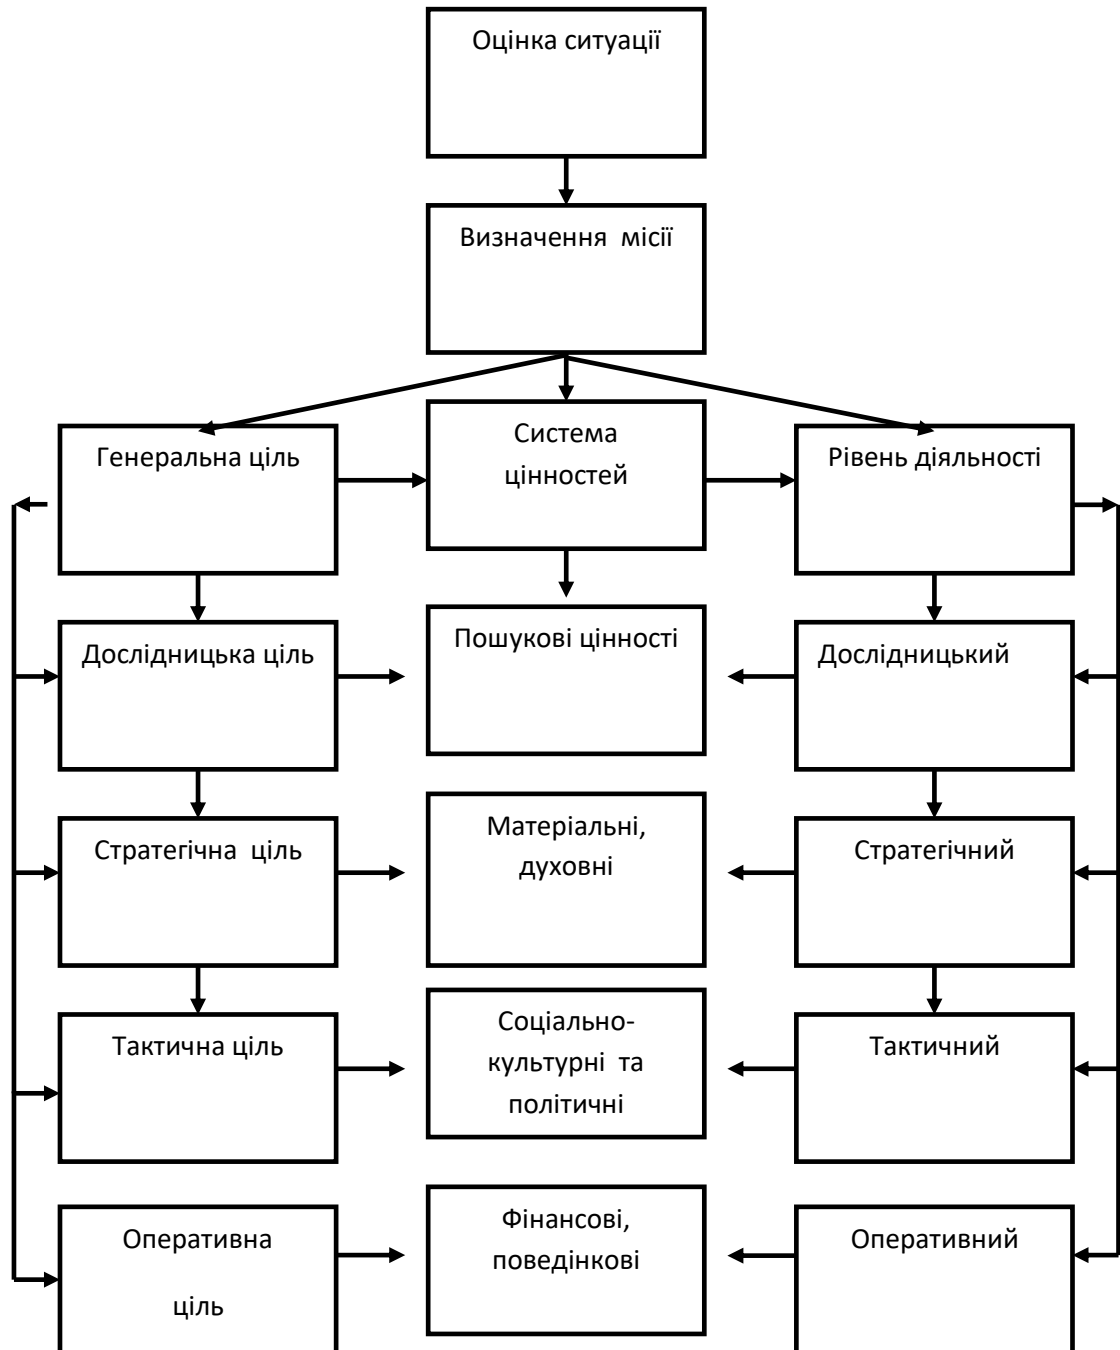 Оцінка ситуації
Визначення місії
Генеральна ціль
Система
цінностей
Рівень діяльності
Дослідницька ціль
Пошукові цінності
Дослідницький
Стратегічна ціль
Матеріальні,
духовні
Стратегічний
Тактична ціль
Соціально-
культурні та
політичні
Тактичний
Оперативна
ціль
Фінансові,
поведінкові
Оперативний